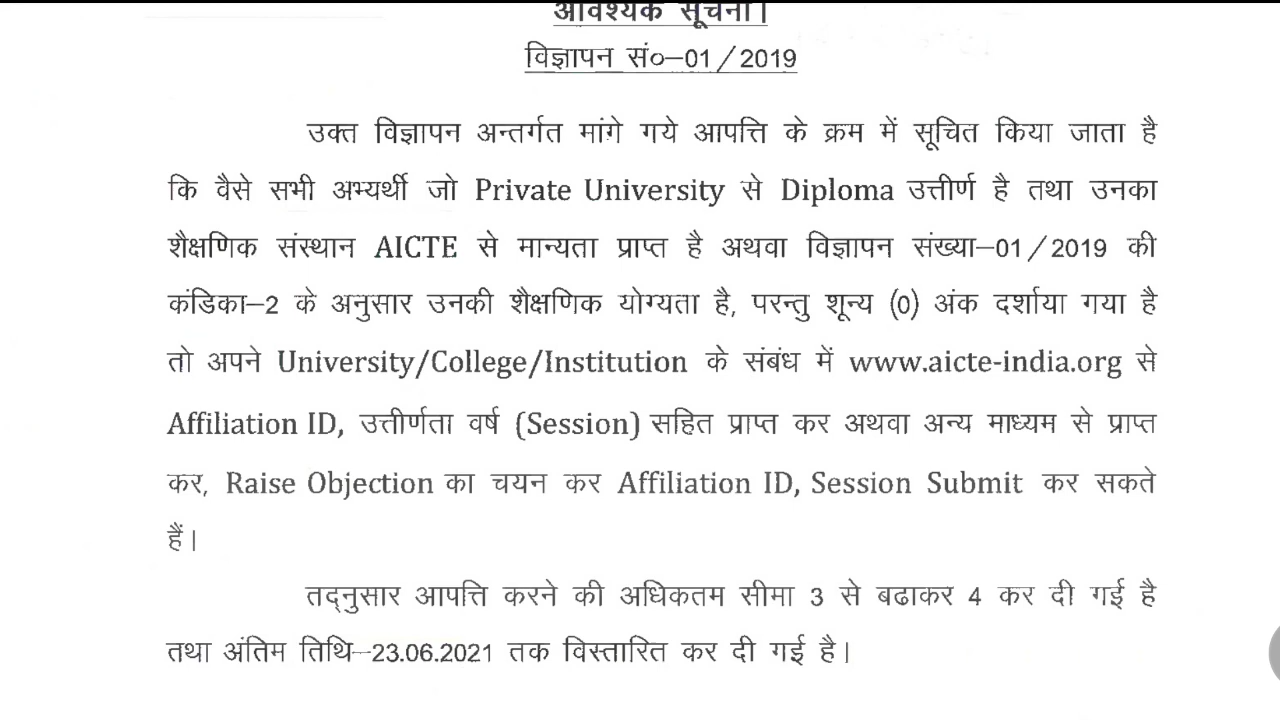 आवश्यक सूचना।
विज्ञापन सं०–01/2019
उक्त विज्ञापन अन्तर्गत मांगे गये आपत्ति के क्रम में सूचित किया जाता है
कि वैसे सभी अभ्यर्थी जो Private University से Diploma उत्तीर्ण है तथा उनका
शैक्षणिक संस्थान AICTE से मान्यता प्राप्त है अथवा विज्ञापन संख्या–01/2019 की
कंडिका–2 के अनुसार उनकी शैक्षणिक योग्यता है, परन्तु शून्य (0) अंक दर्शाया गया है
तो अपने University/College/Institution के संबंध में www.aicte-india.org से
Affiliation ID, उत्तीर्णता वर्ष (Session) सहित प्राप्त कर अथवा अन्य माध्यम से प्राप्त
कर, Raise Objection का चयन कर Affiliation ID, Session Submit कर सकते
हैं।
तद्नुसार आपत्ति करने की अधिकतम सीमा 3 से बढाकर 4 कर दी गई है
तथा अंतिम तिथि–23.06.2021 तक विस्तारित कर दी गई है।